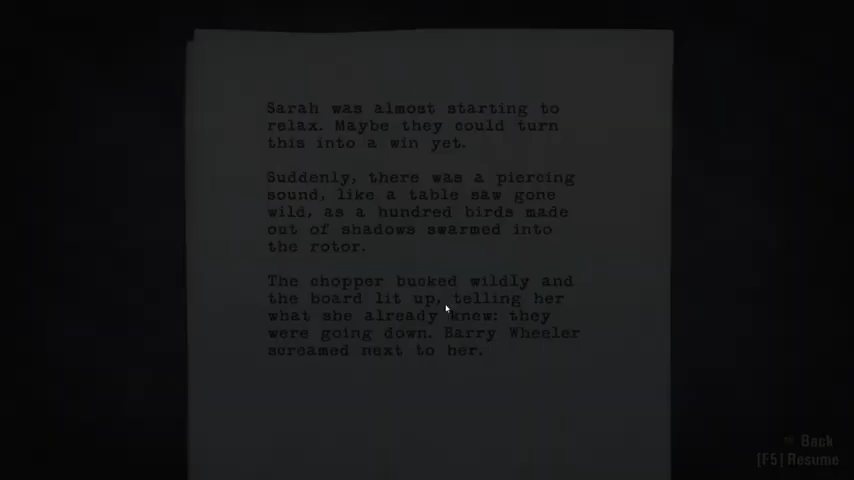 Sarah was almost starting to
relax. Maybe they could turn
this into a win yet.
Suddenly, there was a piercing
sound, like a table saw gone
wild, as a hundred birds made
out of shadows swarmed into
the rotor.
The chopper bucked wildly and
the board lit up, telling her
what she already knew: they
were going down. Barry Wheeler
screamed next to her.
Back
[F5] Resume